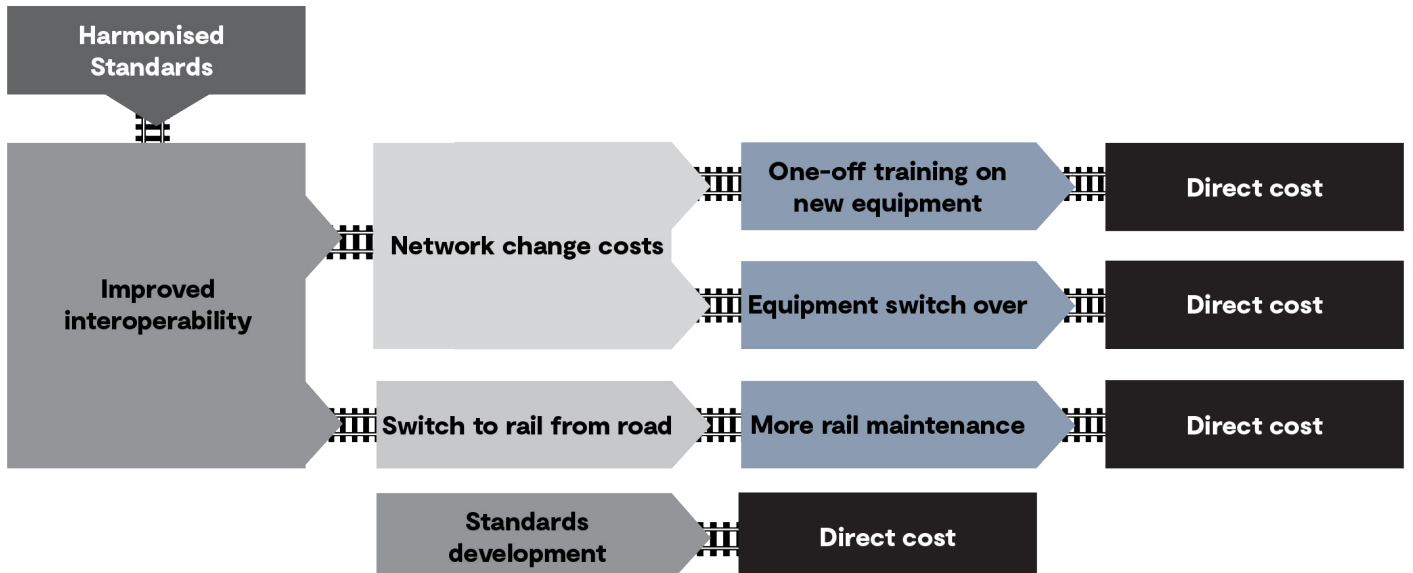 Harmonised
Standards
Improved
interoperability
Network change costs
One-off training on
new equipment
Direct cost
Equipment switch over
Direct cost
Switch to rail from road
More rail maintenance
Direct cost
Standards
development
Direct cost